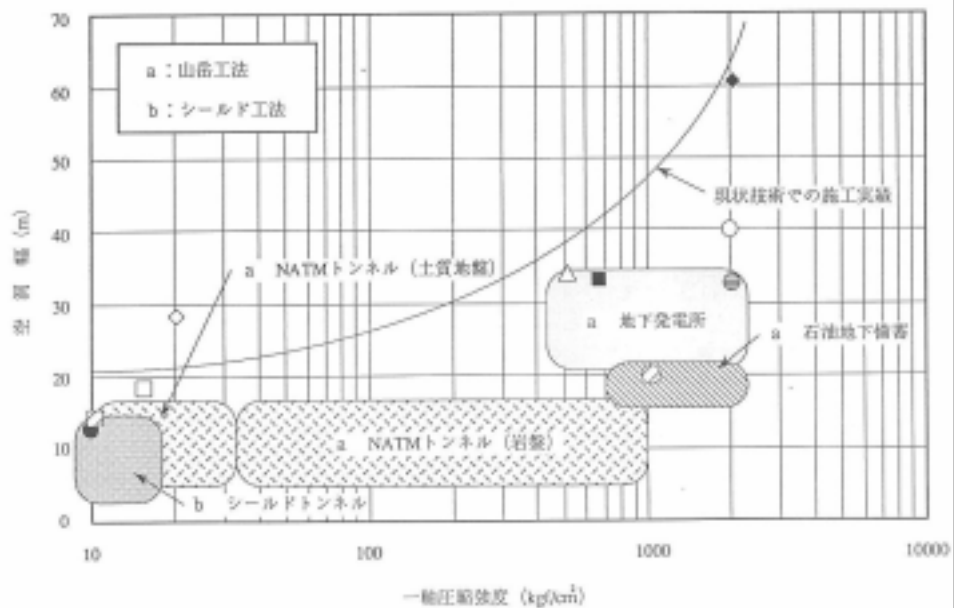 70
60
50
40
30
20
10
0
空洞幅 (m)
a：山岳工法
b：シールド工法
現状技術での施工実績
a NATMトンネル（土質地盤）
a 地下発電所
a 石油地下備蓄
a NATMトンネル（岩盤）
b シールドトンネル
10
100
1000
10000
一軸圧縮強度 (kgf/cm²)